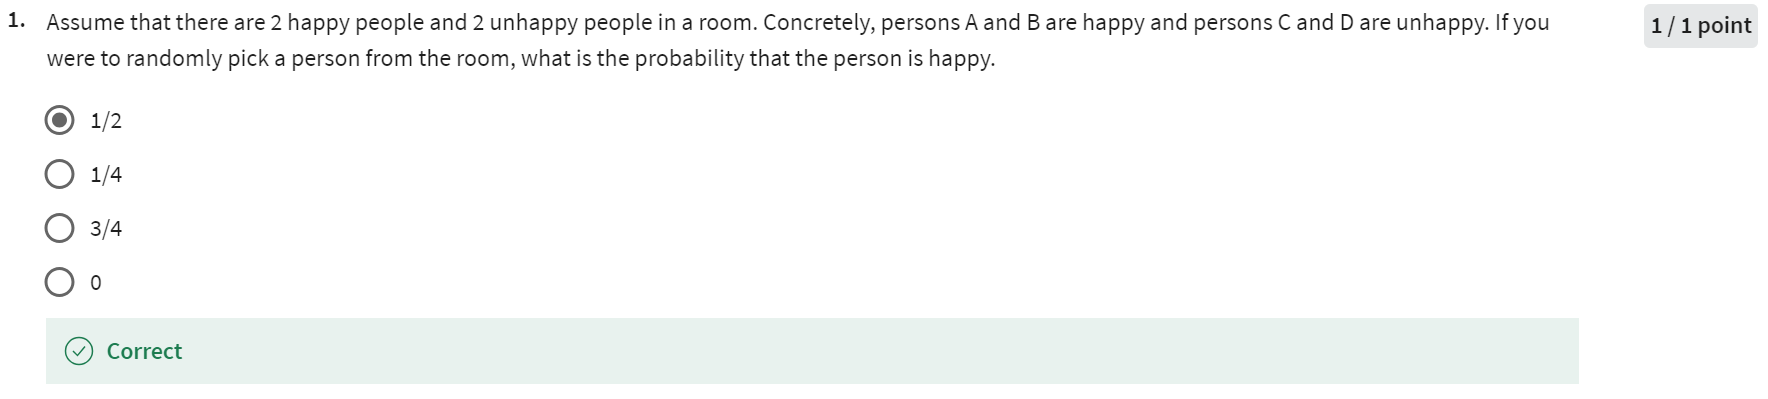 1. Assume that there are 2 happy people and 2 unhappy people in a room. Concretely, persons A and B are happy and persons C and D are unhappy. If you
were to randomly pick a person from the room, what is the probability that the person is happy.
1 / 1 point
1/2
1/4
3/4
0
Correct